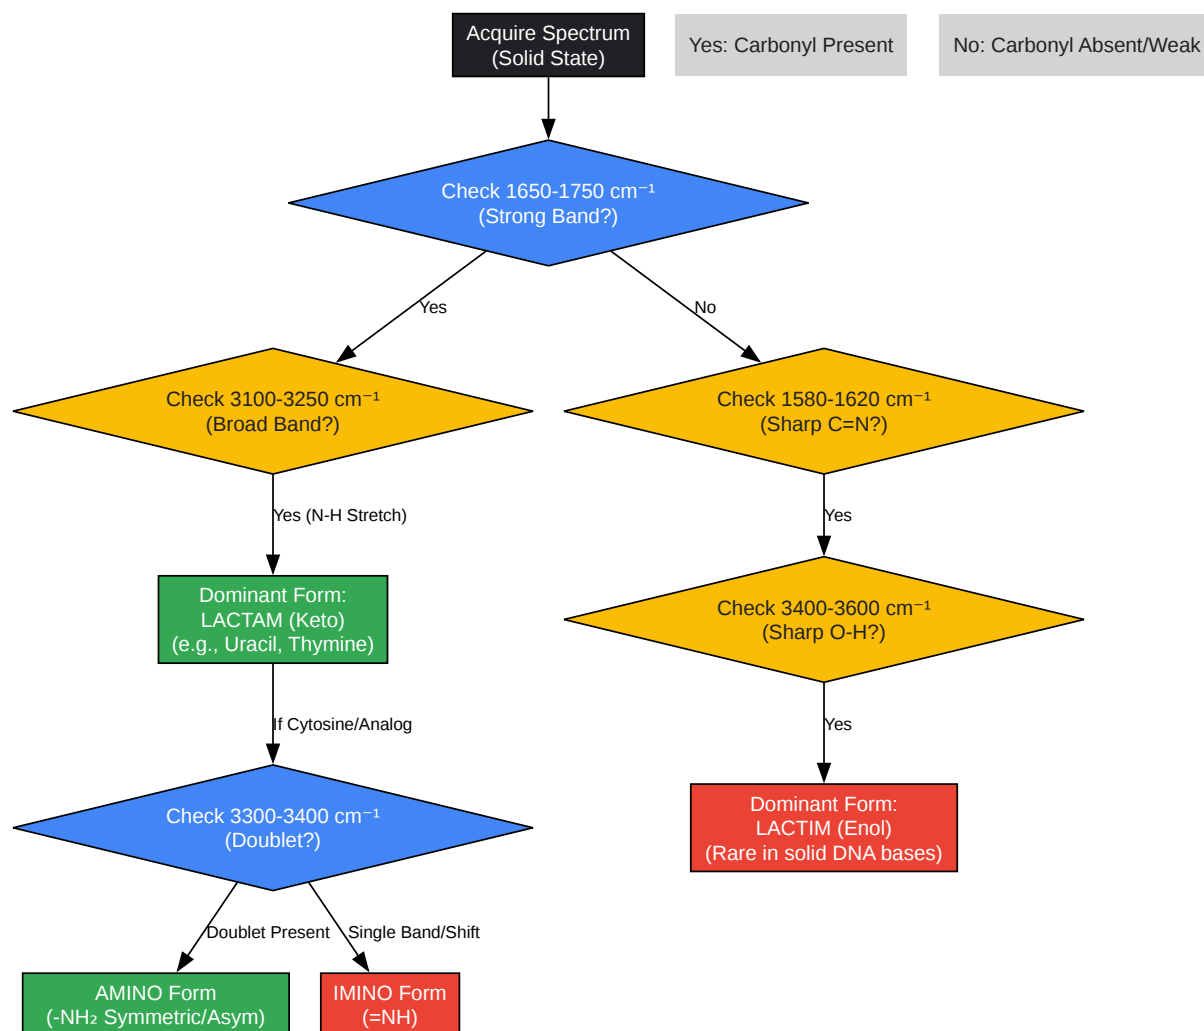 Acquire Spectrum
(Solid State)
Yes: Carbonyl Present
No: Carbonyl Absent/Weak
Check 1650-1750 cm⁻¹
(Strong Band?)
Yes
No
Check 3100-3250 cm⁻¹
(Broad Band?)
Check 1580-1620 cm⁻¹
(Sharp C=N?)
Yes (N-H Stretch)
Yes
Dominant Form:
LACTAM (Keto)
(e.g., Uracil, Thymine)
Check 3400-3600 cm⁻¹
(Sharp O-H?)
If Cytosine/Analog
Yes
Check 3300-3400 cm⁻¹
(Doublet?)
Dominant Form:
LACTIM (Enol)
(Rare in solid DNA bases)
Doublet Present
Single Band/Shift
AMINO Form
(-NH₂ Symmetric/Asym)
IMINO Form
(=NH)